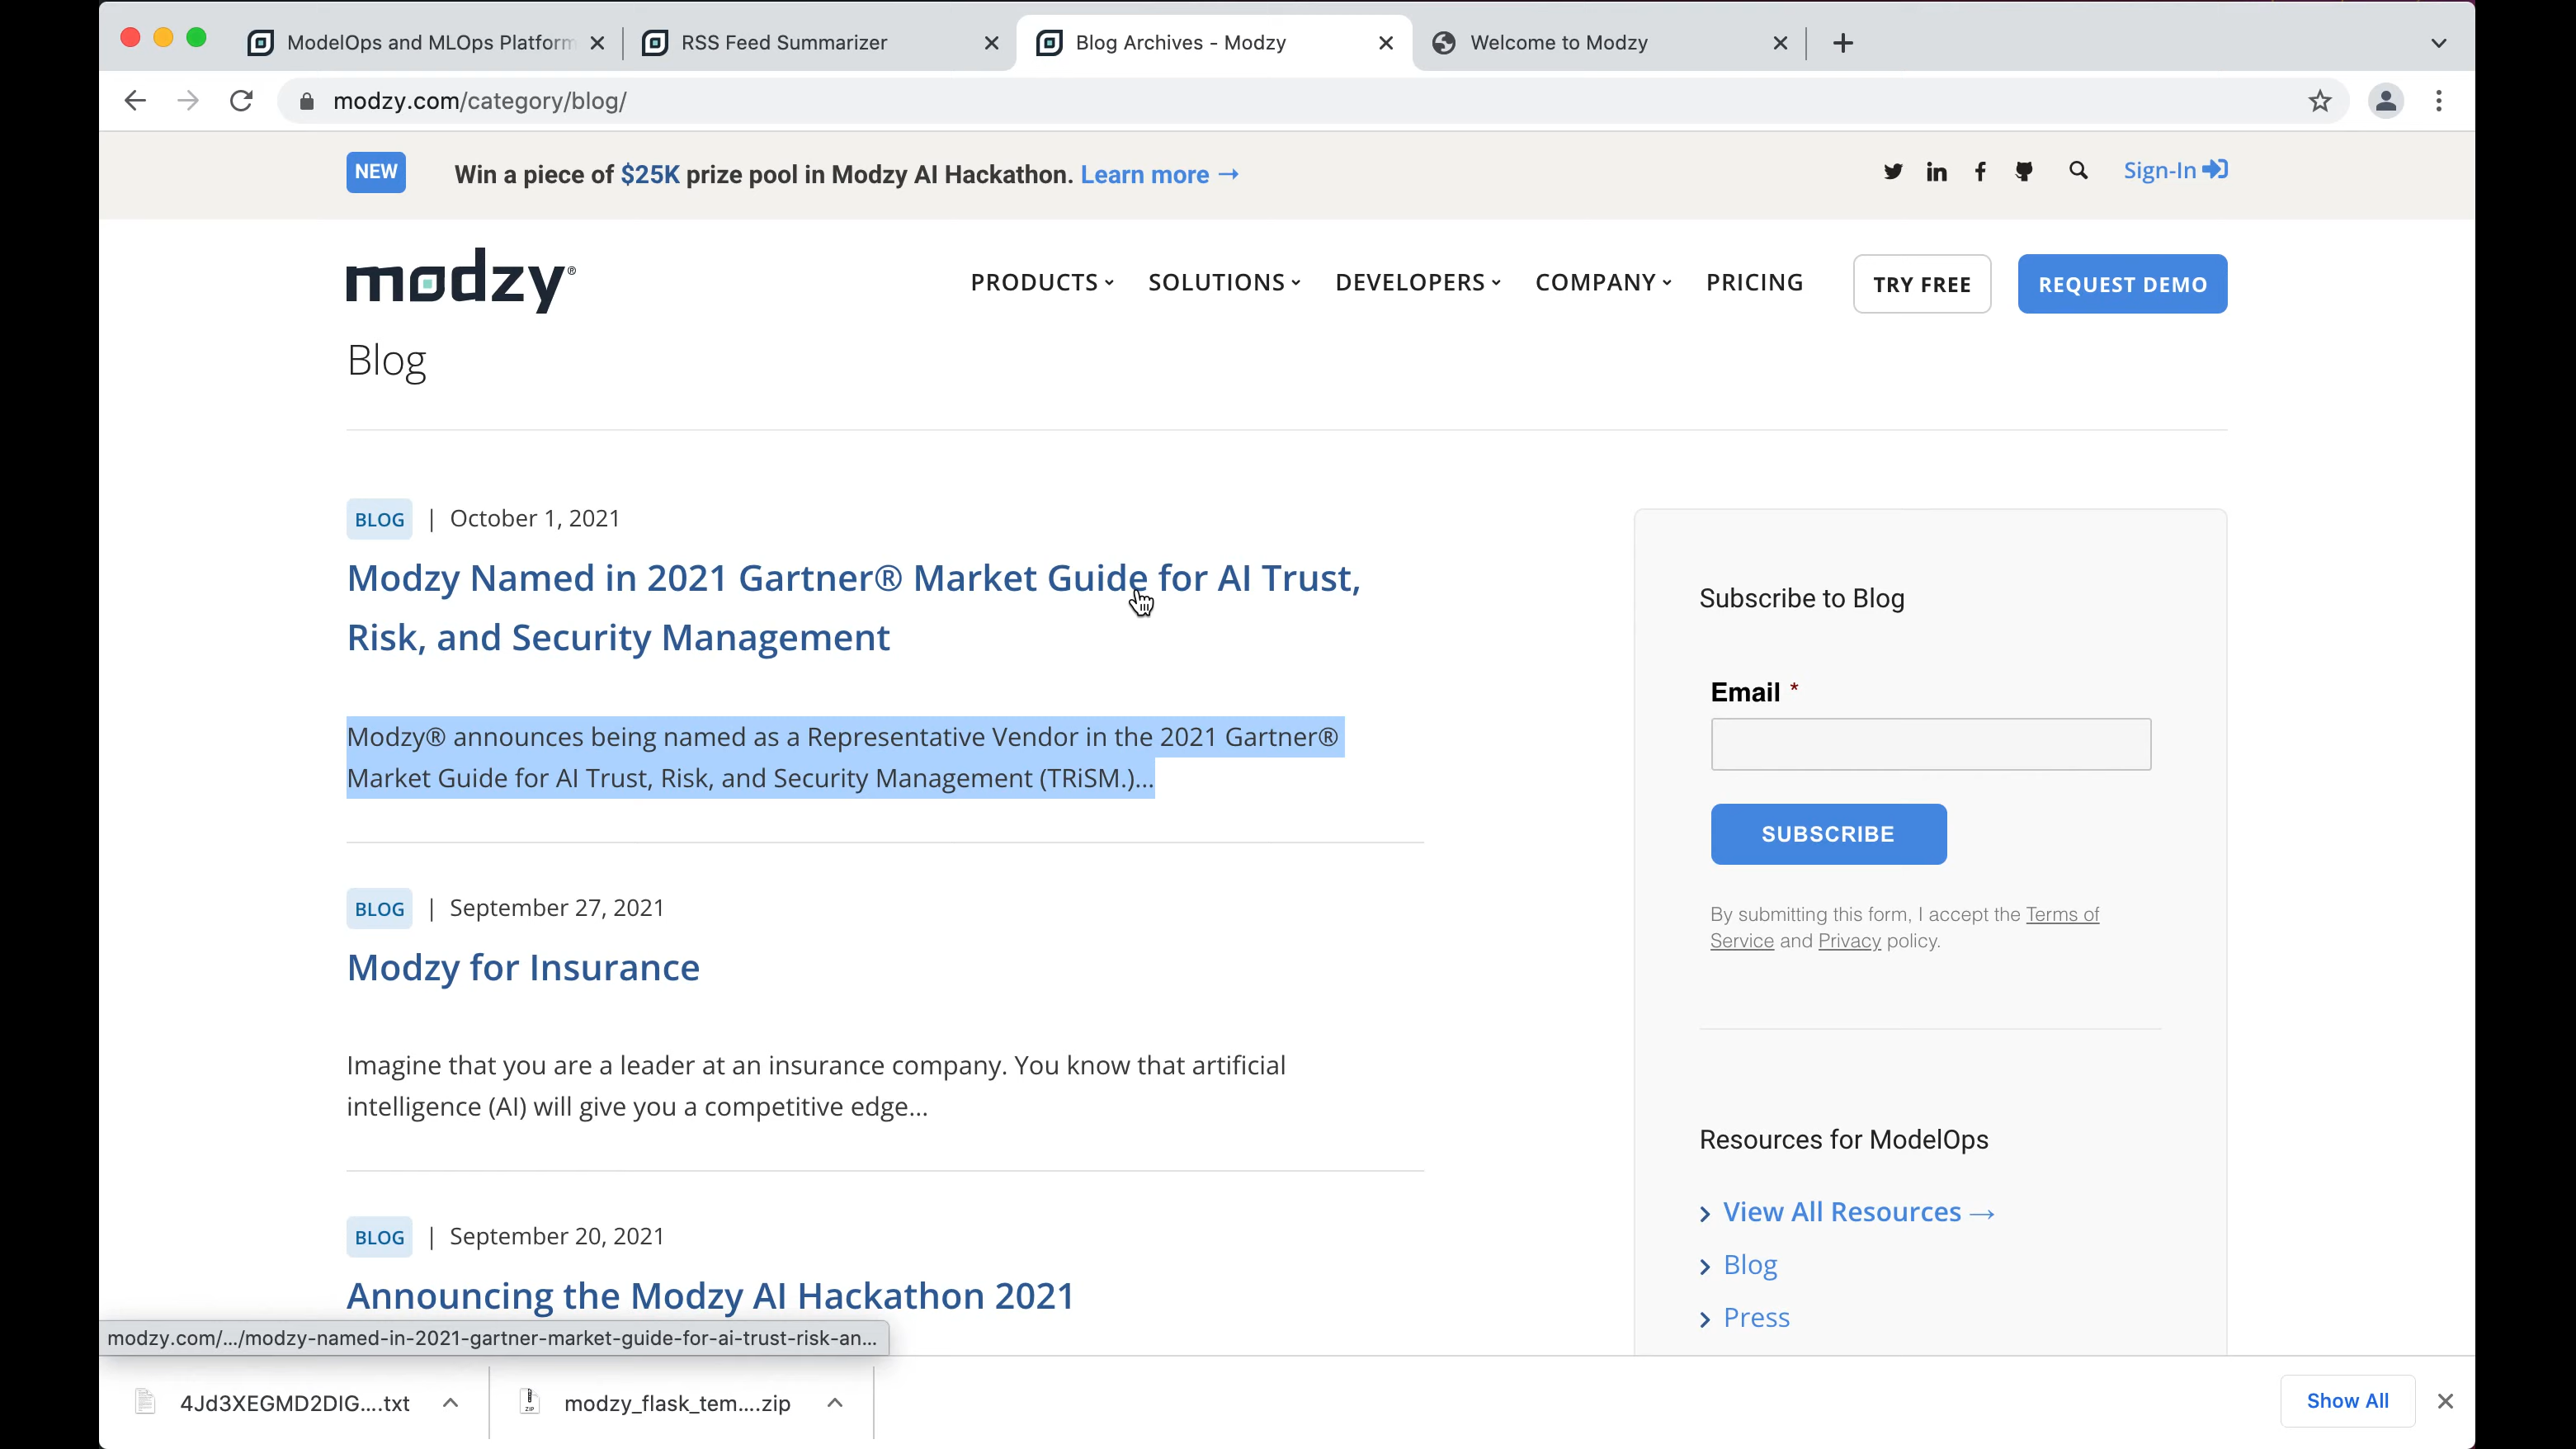 ModelOps and MLOps Platform
RSS Feed Summarizer
Blog Archives - Modzy
Welcome to Modzy
modzy.com/category/blog/
NEW
Win a piece of $25K prize pool in Modzy AI Hackathon. Learn more →
Sign-In
modzy®
PRODUCTS
SOLUTIONS
DEVELOPERS
COMPANY
PRICING
TRY FREE
REQUEST DEMO
Blog
BLOG | October 1, 2021
Modzy Named in 2021 Gartner® Market Guide for AI Trust,
Risk, and Security Management
Modzy® announces being named as a Representative Vendor in the 2021 Gartner®
Market Guide for AI Trust, Risk, and Security Management (TRiSM.)...
BLOG | September 27, 2021
Modzy for Insurance
Imagine that you are a leader at an insurance company. You know that artificial
intelligence (AI) will give you a competitive edge...
BLOG | September 20, 2021
Announcing the Modzy AI Hackathon 2021
Subscribe to Blog
Email *
SUBSCRIBE
By submitting this form, I accept the Terms of
Service and Privacy policy.
Resources for ModelOps
View All Resources →
Blog
Press
modzy.com/.../modzy-named-in-2021-gartner-market-guide-for-ai-trust-risk-an...
4Jd3XEGMD2DIG....txt
modzy_flask_tem....zip
Show All